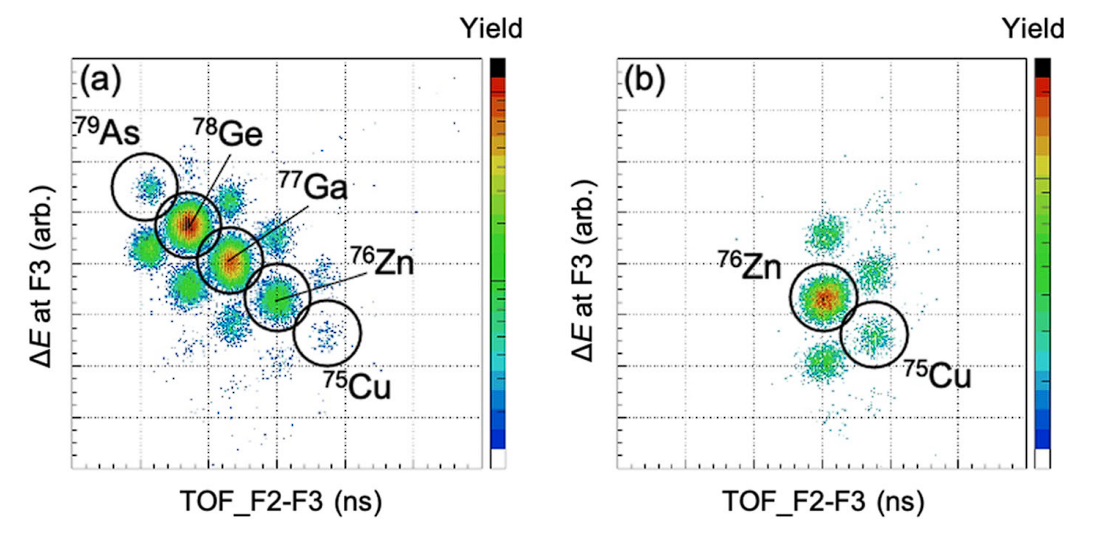 Yield
Yield
(a)
(b)
⁷⁹As
⁷⁸Ge
⁷⁷Ga
⁷⁶Zn
⁷⁵Cu
⁷⁶Zn
⁷⁵Cu
ΔE at F3 (arb.)
ΔE at F3 (arb.)
TOF_F2-F3 (ns)
TOF_F2-F3 (ns)